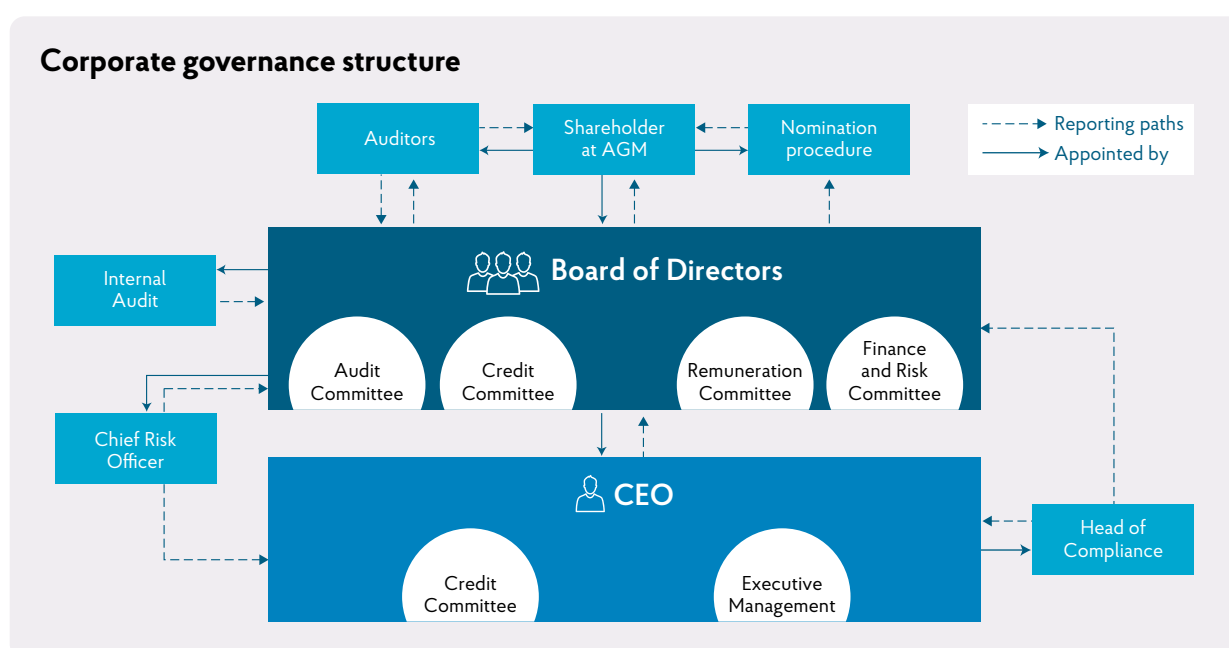 Corporate governance structure
Auditors
Shareholder
at AGM
Nomination
procedure
Reporting paths
Appointed by
Internal
Audit
Board of Directors
Audit
Committee
Credit
Committee
Remuneration
Committee
Finance
and Risk
Committee
Chief Risk
Officer
CEO
Credit
Committee
Executive
Management
Head of
Compliance